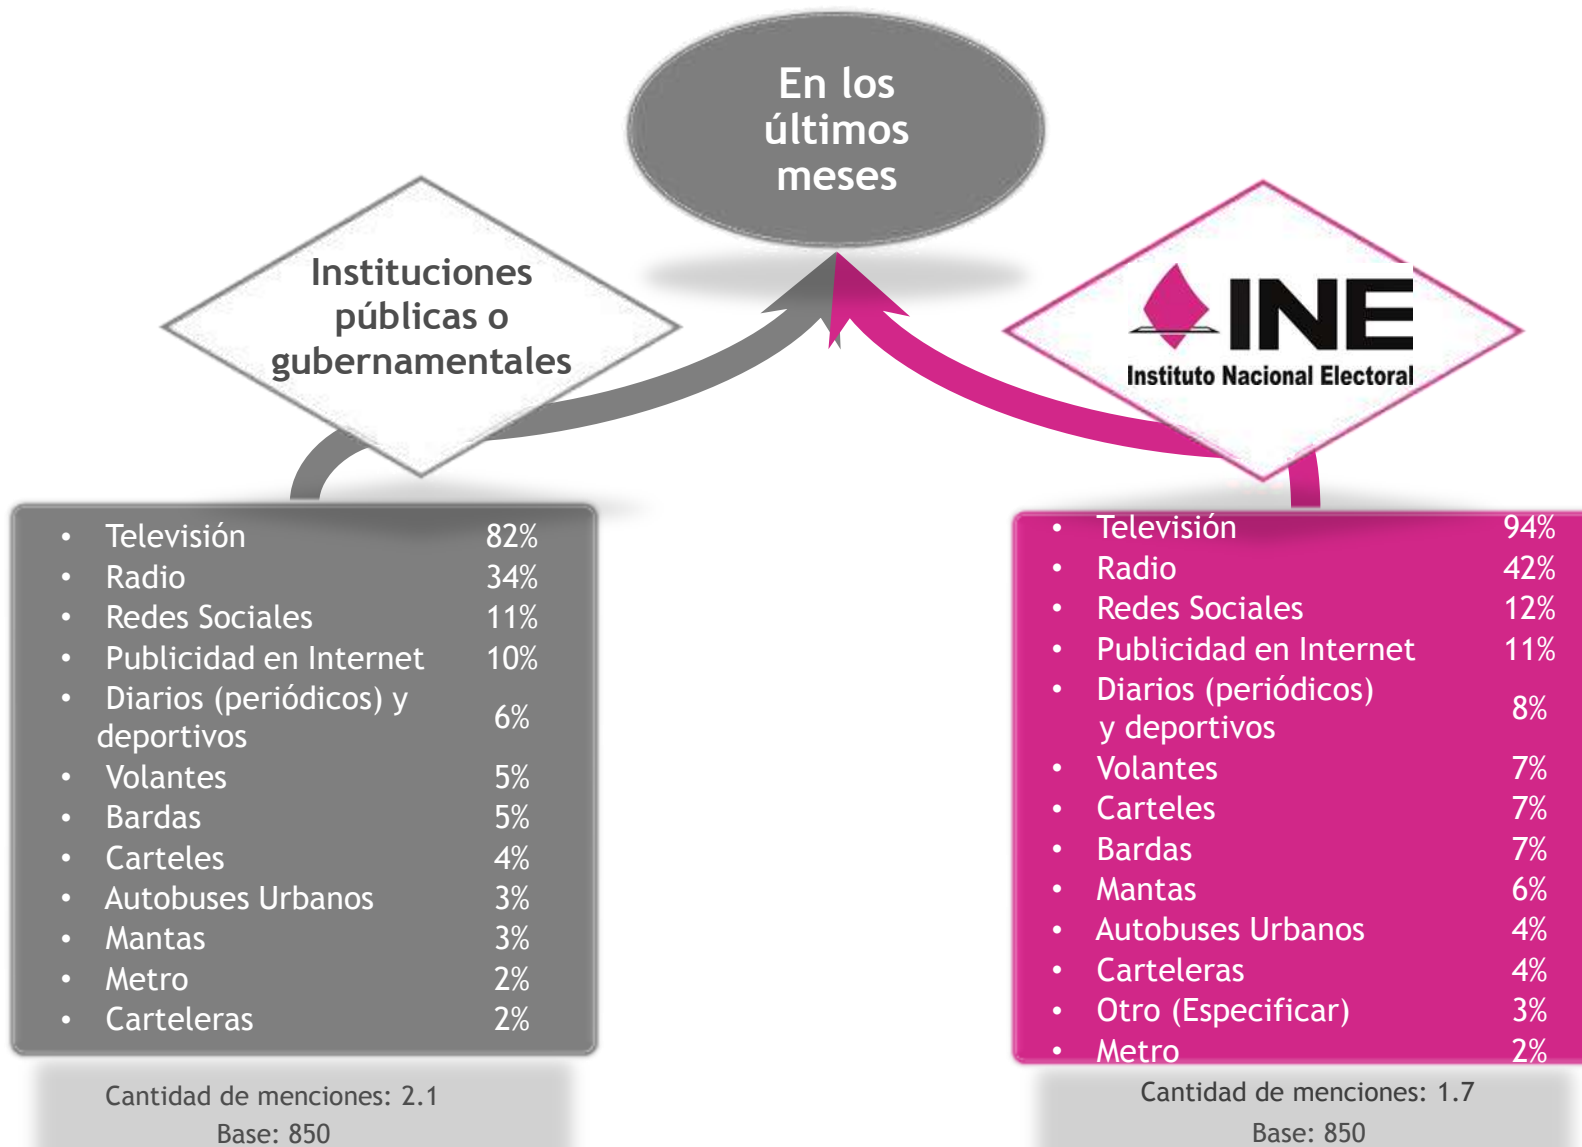 En los
últimos
meses
Instituciones
públicas o
gubernamentales
INE
Instituto Nacional Electoral
• Televisión 82%
• Radio 34%
• Redes Sociales 11%
• Publicidad en Internet 10%
• Diarios (periódicos) y
deportivos 6%
• Volantes 5%
• Bardas 5%
• Carteles 4%
• Autobuses Urbanos 3%
• Mantas 3%
• Metro 2%
• Carteleras 2%
Cantidad de menciones: 2.1
Base: 850
• Televisión 94%
• Radio 42%
• Redes Sociales 12%
• Publicidad en Internet 11%
• Diarios (periódicos)
y deportivos 8%
• Volantes 7%
• Carteles 7%
• Bardas 7%
• Mantas 6%
• Autobuses Urbanos 4%
• Carteleras 4%
• Otro (Especificar) 3%
• Metro 2%
Cantidad de menciones: 1.7
Base: 850